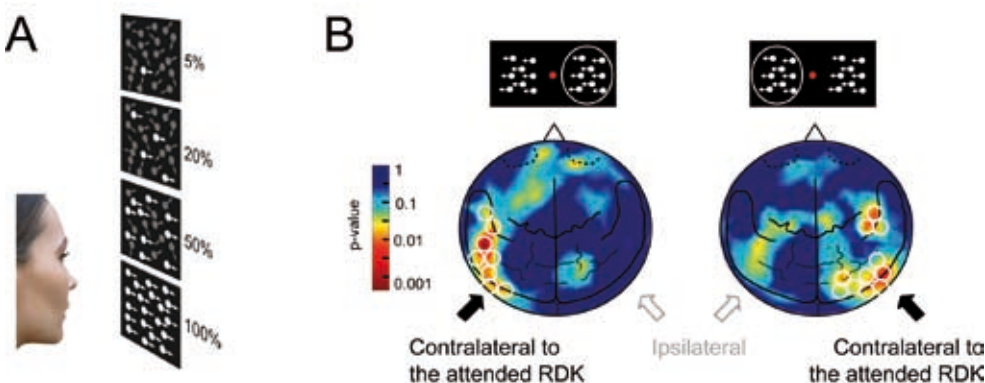 A
5%
20%
50%
100%
B
p-value
1
0.1
0.01
0.001
Contralateral to
the attended RDK
Ipsilateral
Contralateral to
the attended RDK